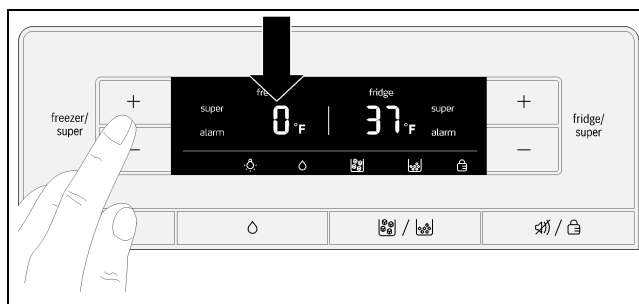 fridge
super
super
0 °F
37 °F
alarm
alarm
+
+
freezer/
super
fridge/
super
–
–
/
/